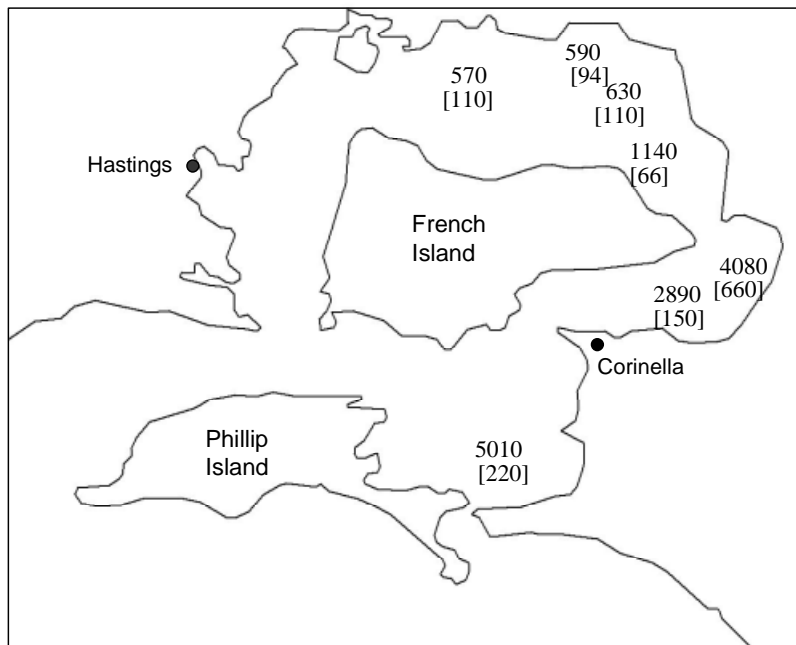 570
[110]
590
[94]
630
[110]
Hastings
1140
[66]
French
Island
4080
[660]
2890
[150]
Corinella
Phillip
Island
5010
[220]